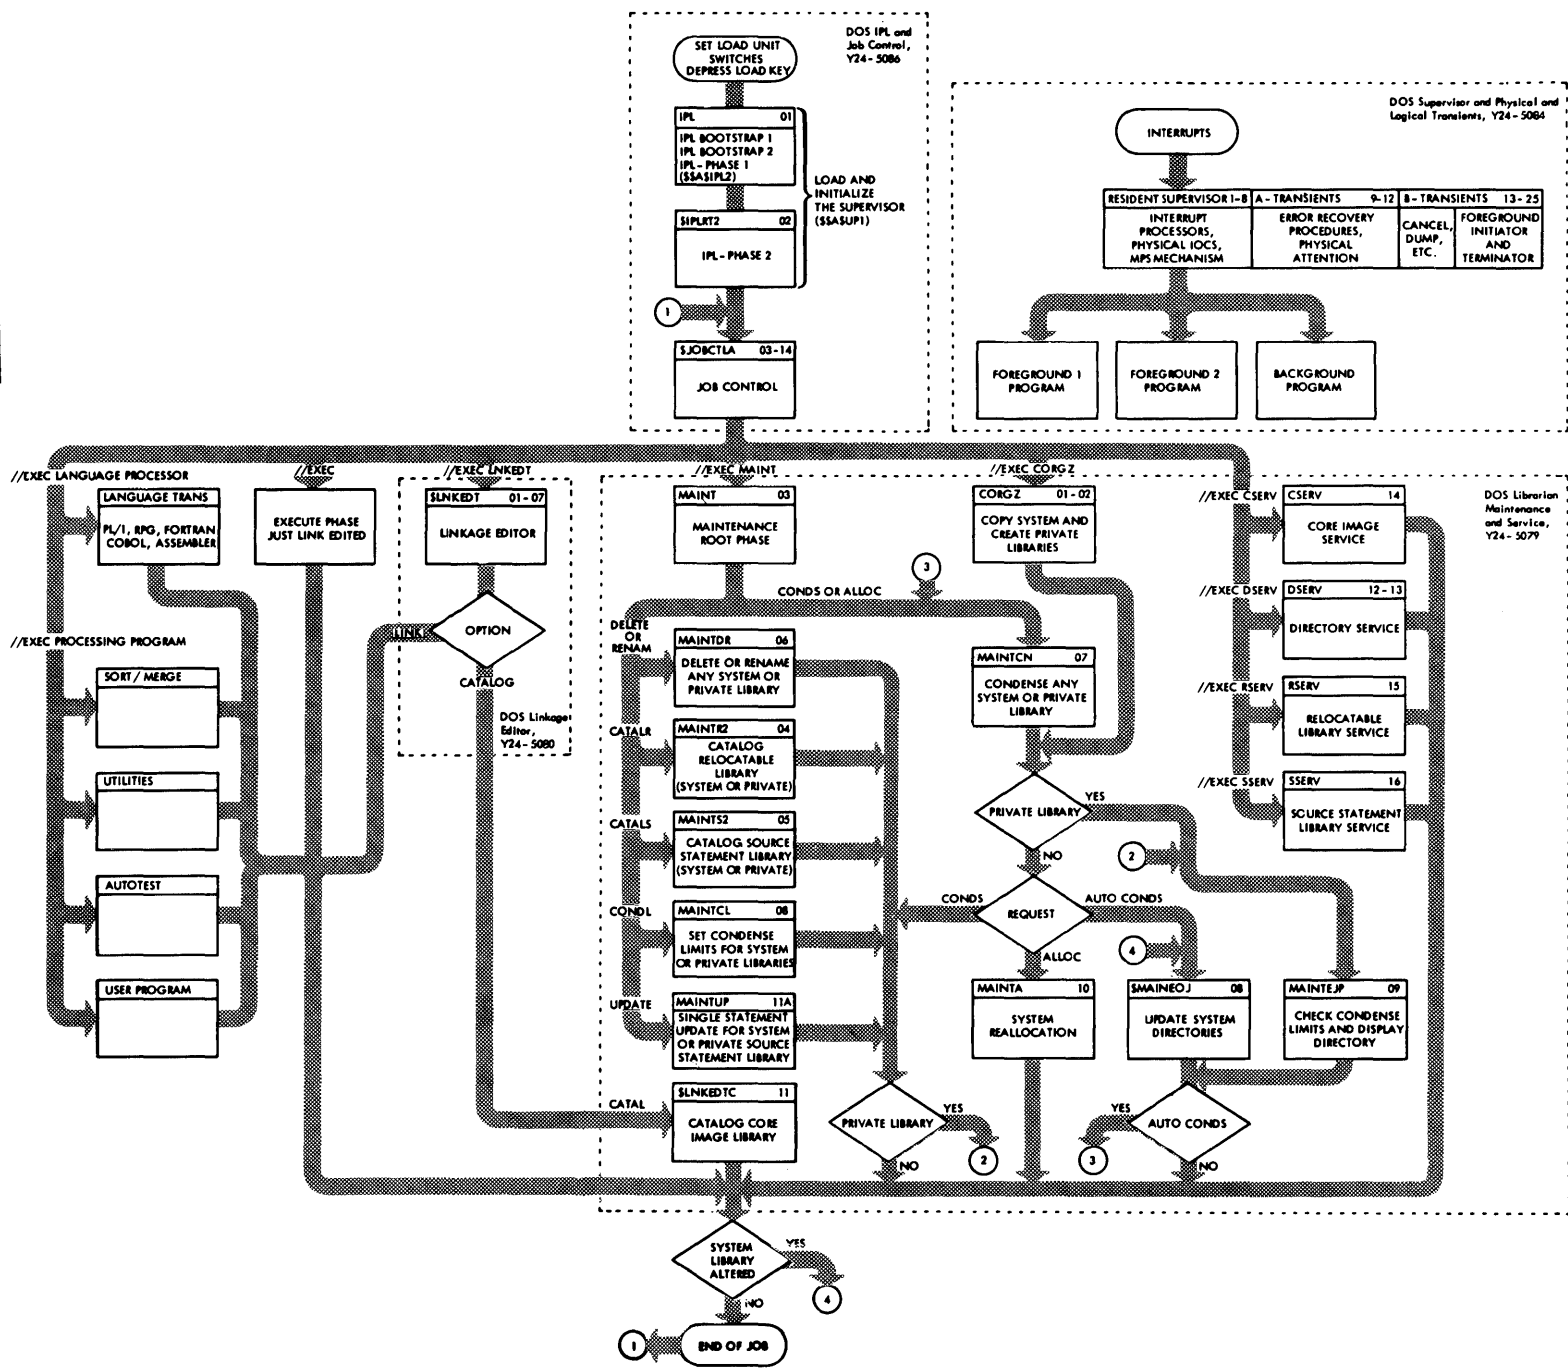 DOS IPL and
Job Control,
Y24-5086
SET LOAD UNIT
SWITCHES
DEPRESS LOAD KEY
IPL 01
IPL BOOTSTRAP 1
IPL BOOTSTRAP 2
IPL-PHASE 1
($$A$IPL2)
$IPLRT2 02
IPL-PHASE 2
LOAD AND
INITIALIZE
THE SUPERVISOR
($$A$UP1)
1
$JOBCTLA 03-14
JOB CONTROL
DOS Supervisor and Physical and
Logical Transients, Y24-5084
INTERRUPTS
RESIDENT SUPERVISOR 1-8
INTERRUPT
PROCESSORS,
PHYSICAL IOCS,
MPS MECHANISM
A-TRANSIENTS 9-12
ERROR RECOVERY
PROCEDURES,
PHYSICAL
ATTENTION
B-TRANSIENTS 13-25
CANCEL,
DUMP,
ETC.
FOREGROUND
INITIATOR
AND
TERMINATOR
FOREGROUND 1
PROGRAM
FOREGROUND 2
PROGRAM
BACKGROUND
PROGRAM
//EXEC LANGUAGE PROCESSOR
LANGUAGE TRANS
PL/I, RPG, FORTRAN
COBOL, ASSEMBLER
//EXEC PROCESSING PROGRAM
SORT/MERGE
UTILITIES
AUTOTEST
USER PROGRAM
//EXEC
EXECUTE PHASE
JUST LINK EDITED
//EXEC LNKEDT
$LNKEDT 01-07
LINKAGE EDITOR
OPTION
LINK
CATALOG
DOS Linkage
Editor,
Y24-5080
//EXEC MAINT
MAINT 03
MAINTENANCE
ROOT PHASE
CONDS OR ALLOC
3
DELETE
OR
RENAM
MAINTDR 06
DELETE OR RENAME
ANY SYSTEM OR
PRIVATE LIBRARY
CATALR
MAINTR2 04
CATALOG
RELOCATABLE
LIBRARY
(SYSTEM OR PRIVATE)
CATALS
MAINTS2 05
CATALOG SOURCE
STATEMENT LIBRARY
(SYSTEM OR PRIVATE)
CONDL
MAINTCL 08
SET CONDENSE
LIMITS FOR SYSTEM
OR PRIVATE LIBRARIES
UPDATE
MAINTUP 11A
SINGLE STATEMENT
UPDATE FOR SYSTEM
OR PRIVATE SOURCE
STATEMENT LIBRARY
CATAL
$LNKEDTC 11
CATALOG CORE
IMAGE LIBRARY
PRIVATE LIBRARY
YES
2
NO
//EXEC CORGZ
CORGZ 01-02
COPY SYSTEM AND
CREATE PRIVATE
LIBRARIES
MAINTCN 07
CONDENSE ANY
SYSTEM OR PRIVATE
LIBRARY
PRIVATE LIBRARY
YES
NO
2
CONDS
REQUEST
AUTO CONDS
4
ALLOC
MAINTA 10
SYSTEM
REALLOCATION
$MAINEOJ 08
UPDATE SYSTEM
DIRECTORIES
MAINTEJP 09
CHECK CONDENSE
LIMITS AND DISPLAY
DIRECTORY
YES
AUTO CONDS
3
NO
//EXEC CSERV
CSERV 14
CORE IMAGE
SERVICE
//EXEC DSERV
DSERV 12-13
DIRECTORY SERVICE
//EXEC RSERV
RSERV 15
RELOCATABLE
LIBRARY SERVICE
//EXEC SSERV
SSERV 16
SOURCE STATEMENT
LIBRARY SERVICE
DOS Librarian
Maintenance
and Service,
Y24-5079
SYSTEM
LIBRARY
ALTERED
YES
4
NO
1
END OF JOB